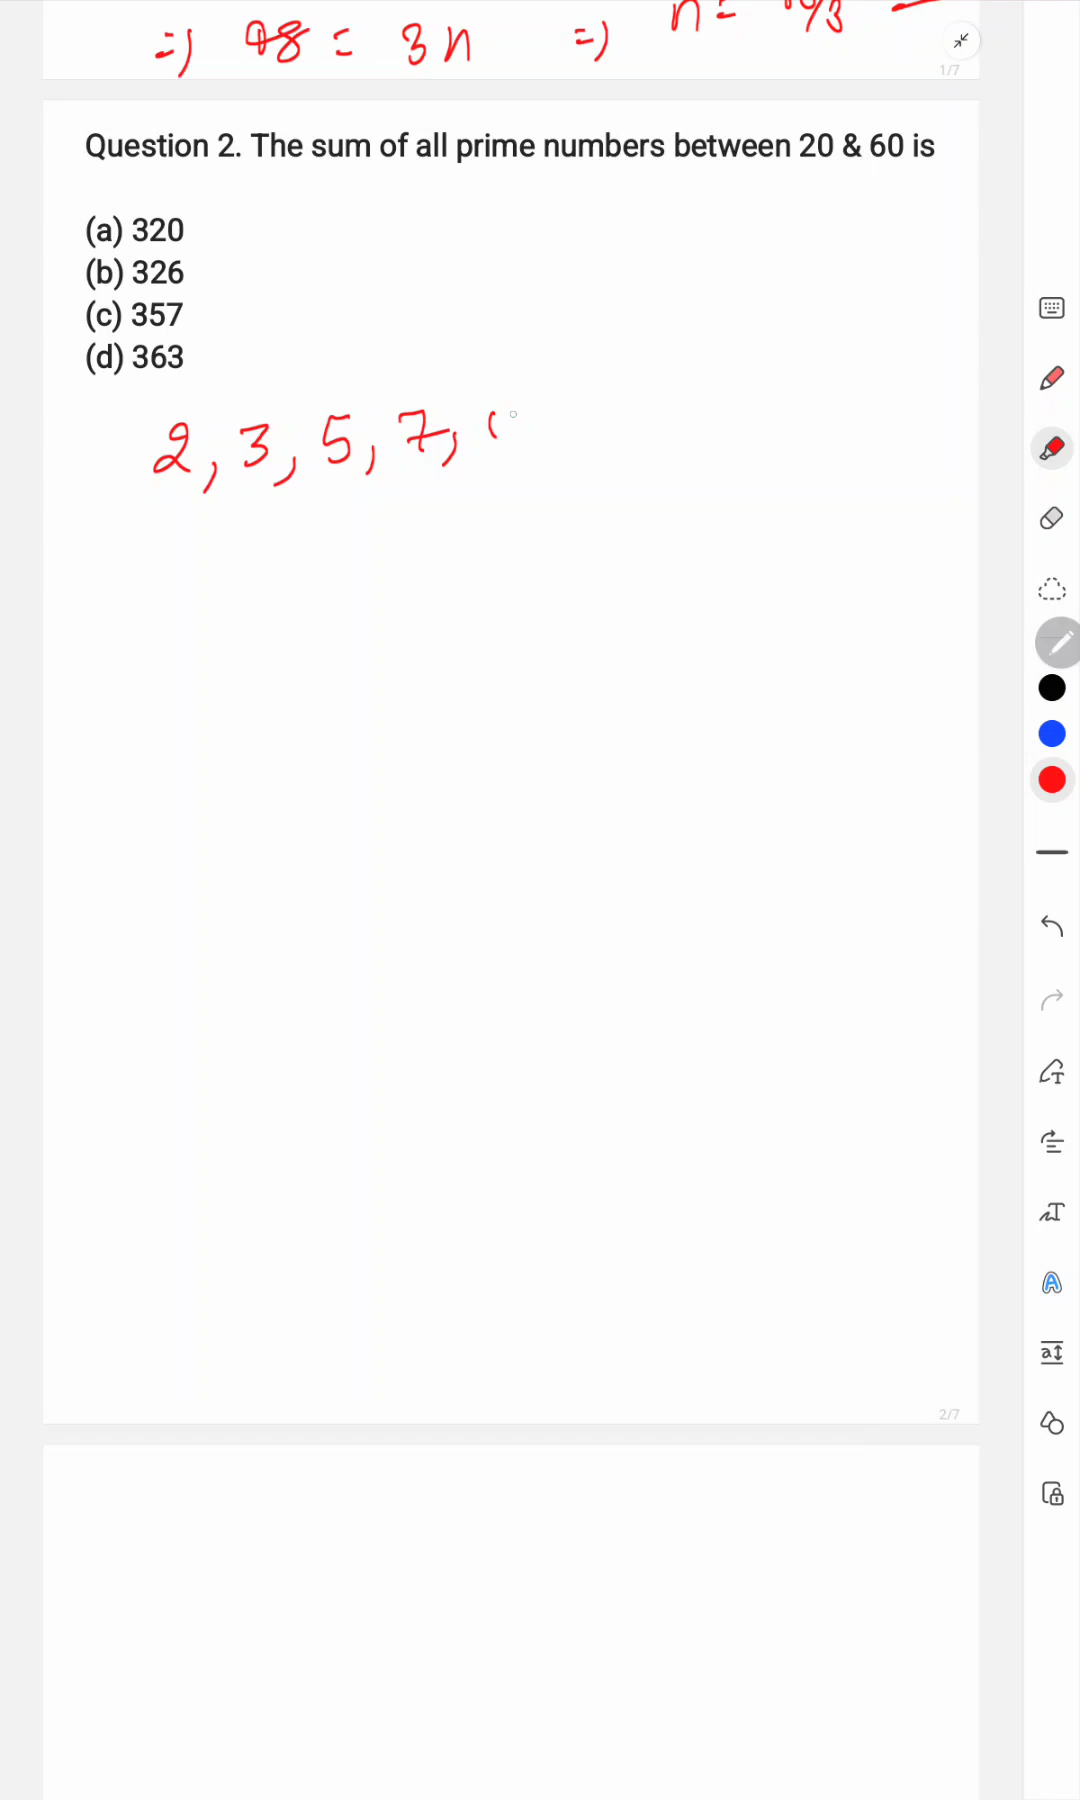 =) 98 = 3n =) n =
1/7
Question 2. The sum of all prime numbers between 20 & 60 is
(a) 320
(b) 326
(c) 357
(d) 363
2, 3, 5, 7,
2/7